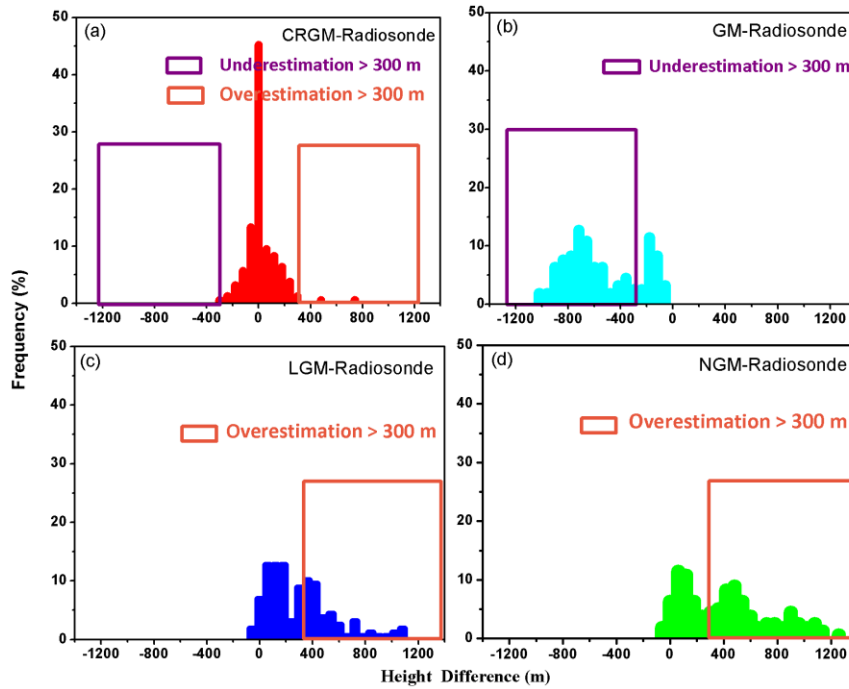 (a)
CRGM-Radiosonde
Underestimation > 300 m
Overestimation > 300 m
50
40
30
20
10
0
-1200 -800 -400 0 400 800 1200
(b)
GM-Radiosonde
Underestimation > 300 m
50
40
30
20
10
0
-1200 -800 -400 0 400 800 1200
Frequency (%)
(c)
LGM-Radiosonde
Overestimation > 300 m
50
40
30
20
10
0
-1200 -800 -400 0 400 800 1200
(d)
NGM-Radiosonde
Overestimation > 300 m
50
40
30
20
10
0
-1200 -800 -400 0 400 800 1200
Height Difference (m)